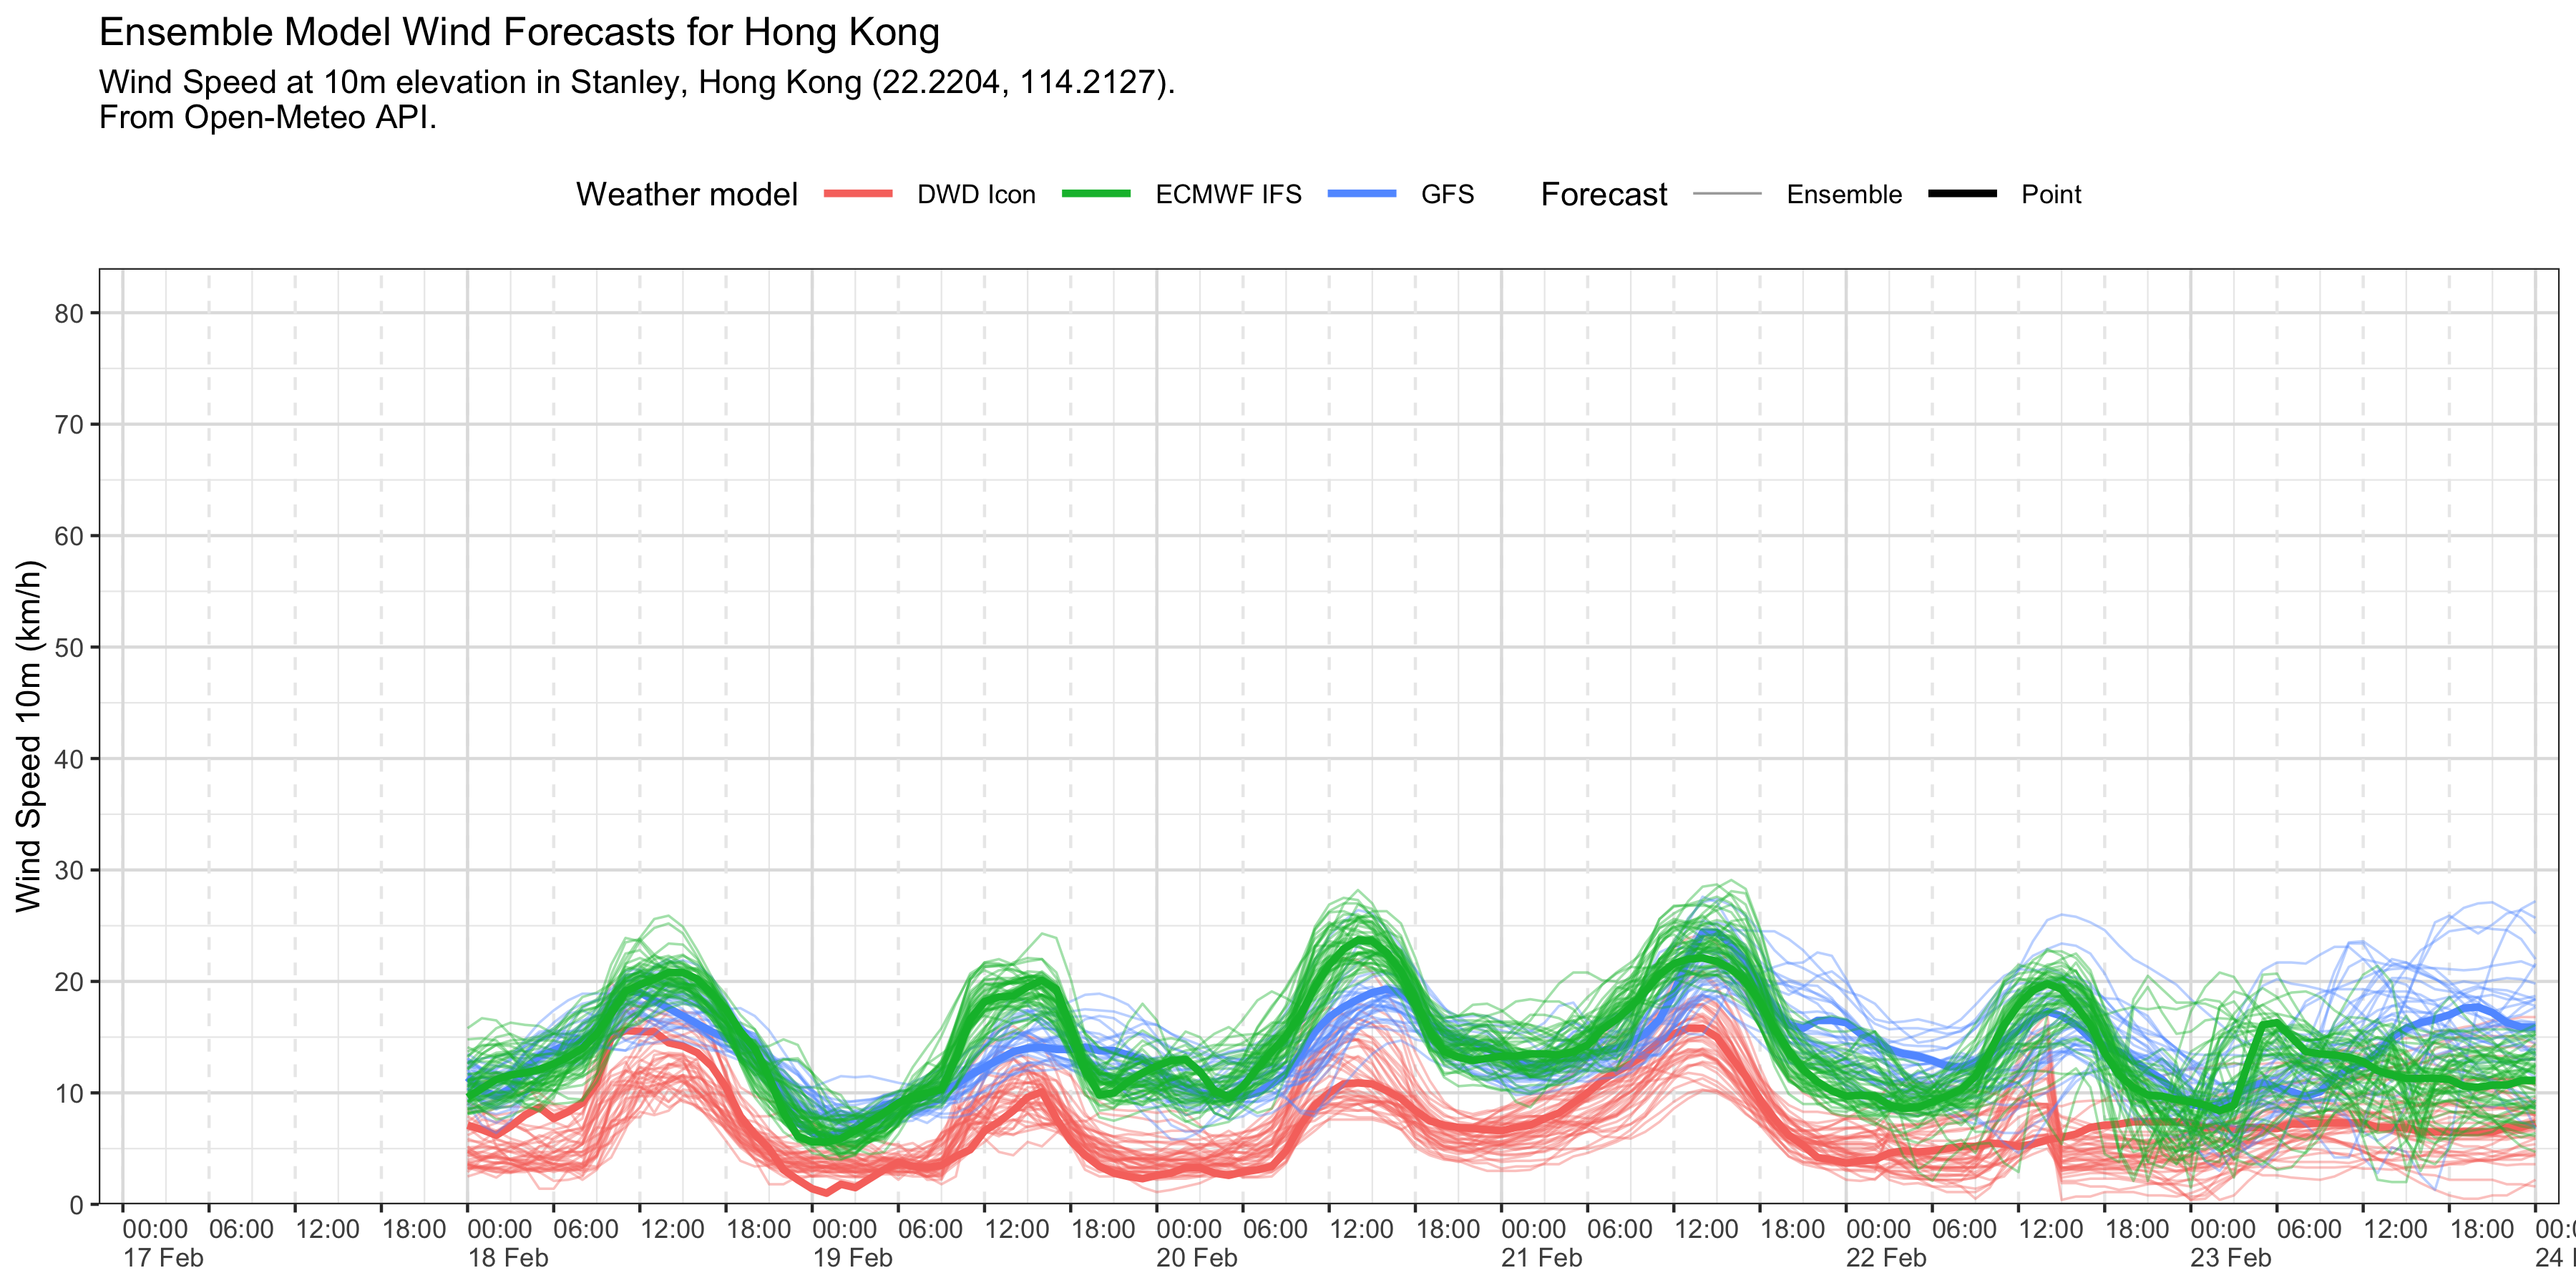 Ensemble Model Wind Forecasts for Hong Kong
Wind Speed at 10m elevation in Stanley, Hong Kong (22.2204, 114.2127).
From Open-Meteo API.
Weather model DWD Icon ECMWF IFS GFS Forecast Ensemble Point
Wind Speed 10m (km/h)
80
70
60
50
40
30
20
10
0
00:00 06:00 12:00 18:00 00:00 06:00 12:00 18:00 00:00 06:00 12:00 18:00 00:00 06:00 12:00 18:00 00:00 06:00 12:00 18:00 00:00 06:00 12:00 18:00 00:00 06:00 12:00 18:00 00:
17 Feb 18 Feb 19 Feb 20 Feb 21 Feb 22 Feb 23 Feb 24